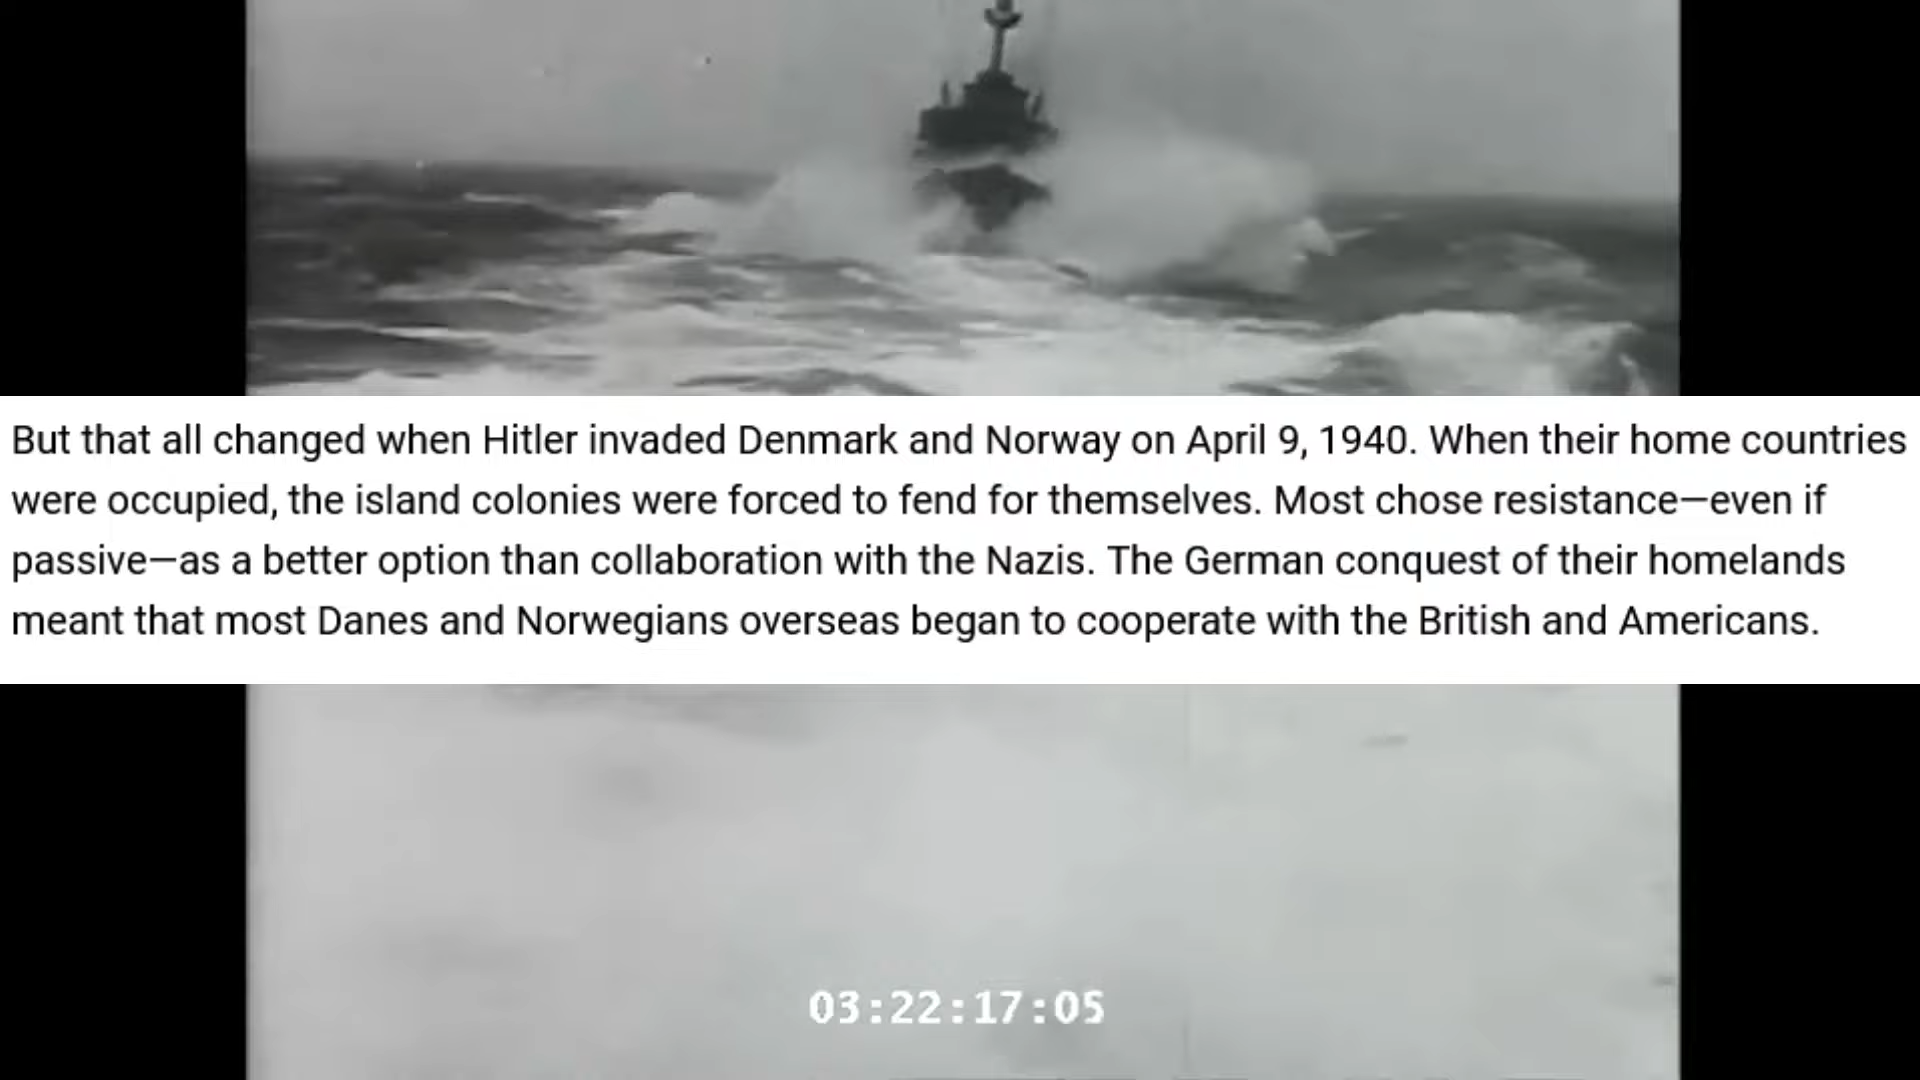 But that all changed when Hitler invaded Denmark and Norway on April 9, 1940. When their home countries
were occupied, the island colonies were forced to fend for themselves. Most chose resistance—even if
passive—as a better option than collaboration with the Nazis. The German conquest of their homelands
meant that most Danes and Norwegians overseas began to cooperate with the British and Americans.
03:22:17:05